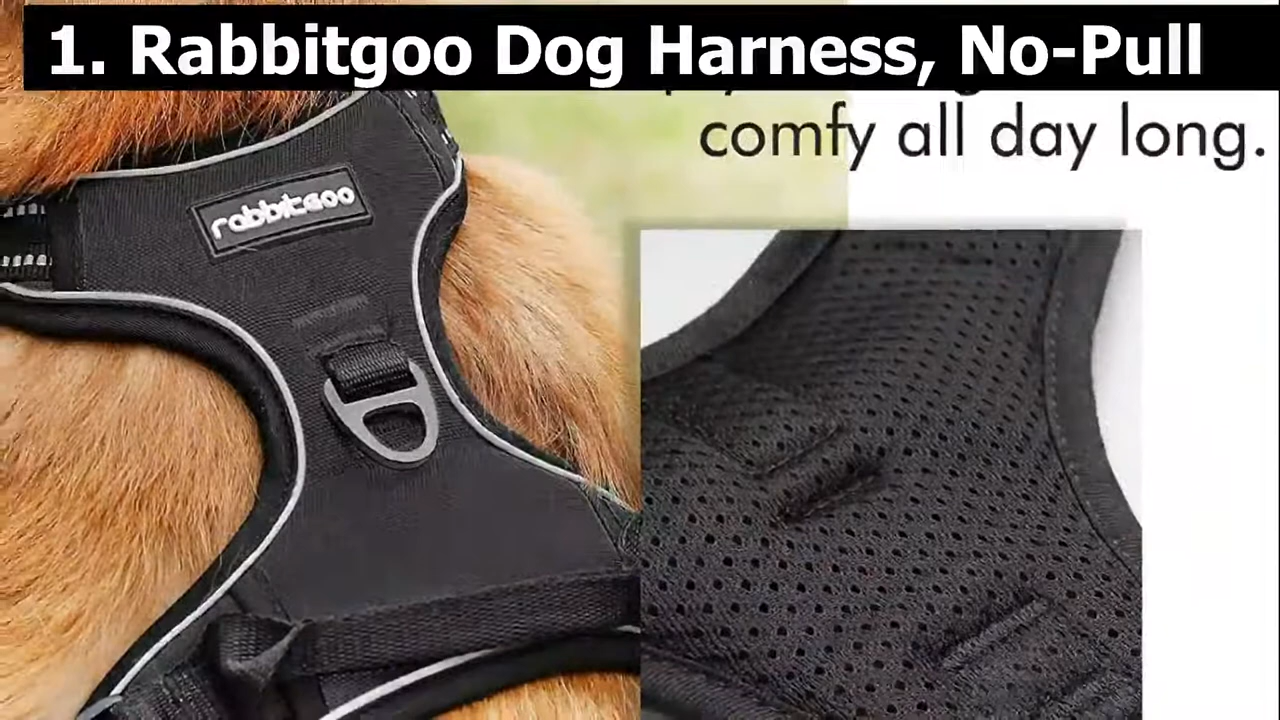 1. Rabbitgoo Dog Harness, No-Pull
comfy all day long.
rabbitgoo